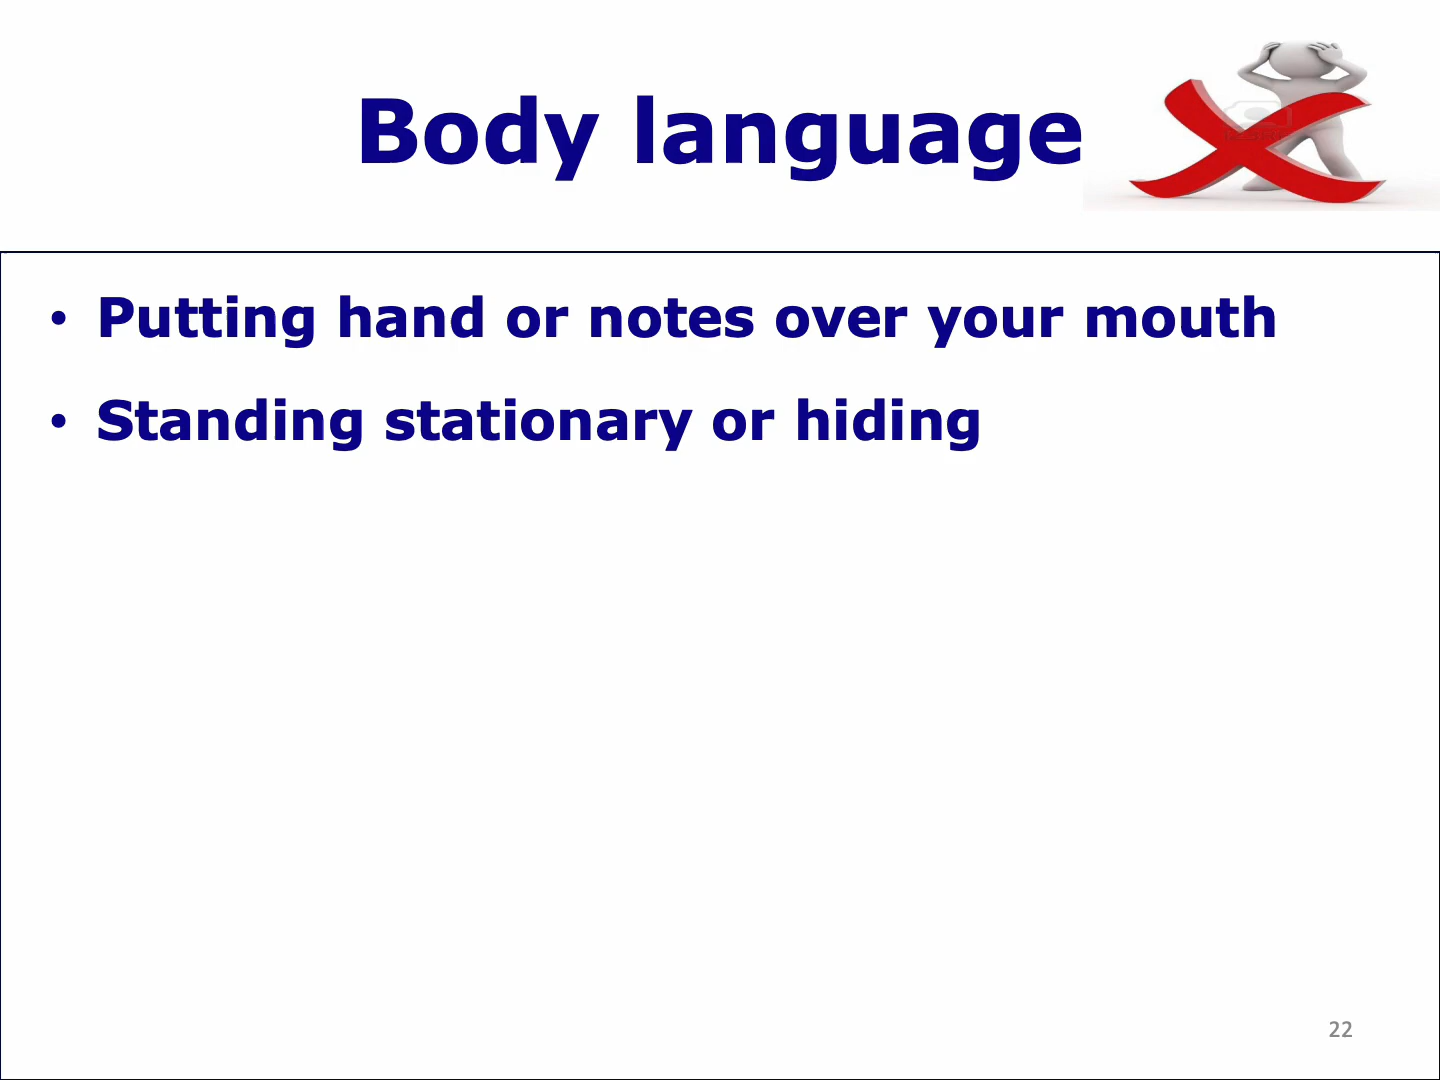 Body language
• Putting hand or notes over your mouth
• Standing stationary or hiding
22